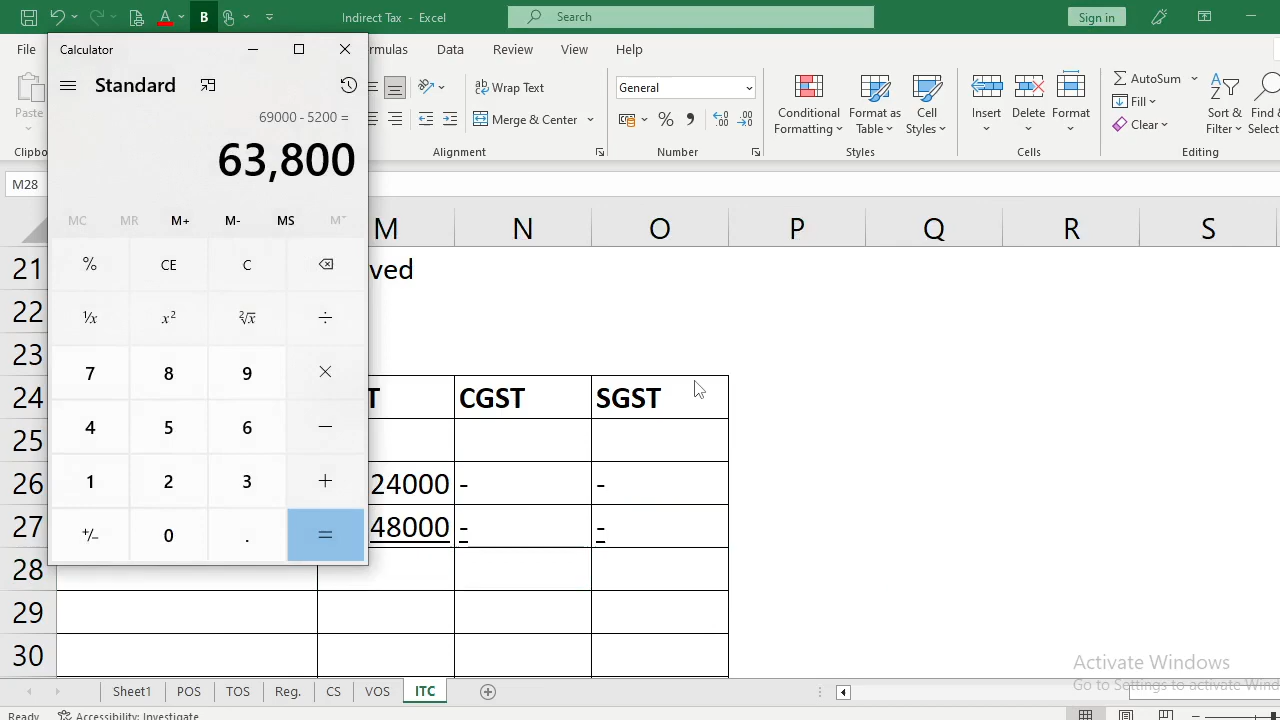 Indirect Tax - Excel
Search
Sign in
File
rmulas
Data
Review
View
Help
Calculator
Standard
69000 - 5200 =
63,800
MC MR M+ M- MS M˅
% CE C
¹/x x² ²√x ÷
7 8 9 ×
4 5 6 −
1 2 3 +
+/− 0 . =
Paste
Clipbo
Wrap Text
Merge & Center
Alignment
General
% ,
Number
Conditional Formatting
Format as Table
Cell Styles
Styles
Insert
Delete
Format
Cells
AutoSum
Fill
Clear
Sort & Filter
Find & Selec
Editing
M28
M N O P Q R S
21 ved
22
23
24 T CGST SGST
25
26 24000 - -
27 48000 - -
28
29
30
Activate Windows
Go to Settings to activate Wind
Sheet1 POS TOS Reg. CS VOS ITC
Ready Accessibility: Investigate